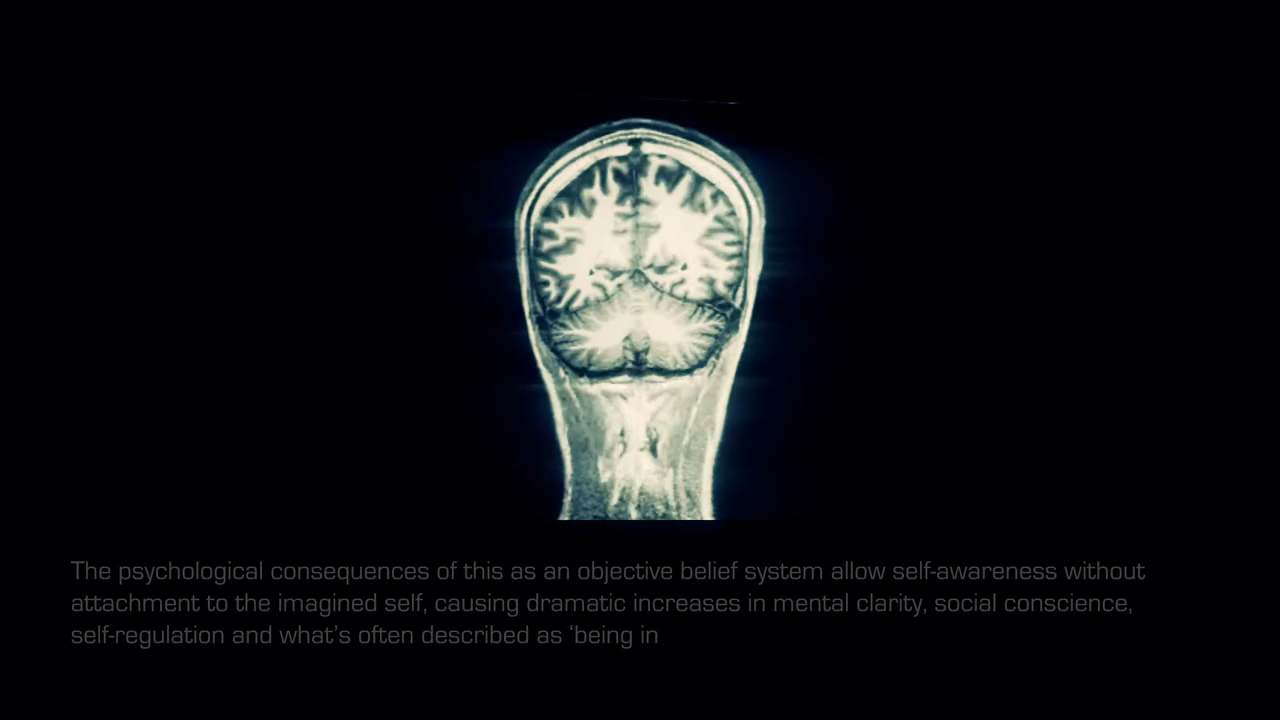 The psychological consequences of this as an objective belief system allow self-awareness without
attachment to the imagined self, causing dramatic increases in mental clarity, social conscience,
self-regulation and what’s often described as ‘being in